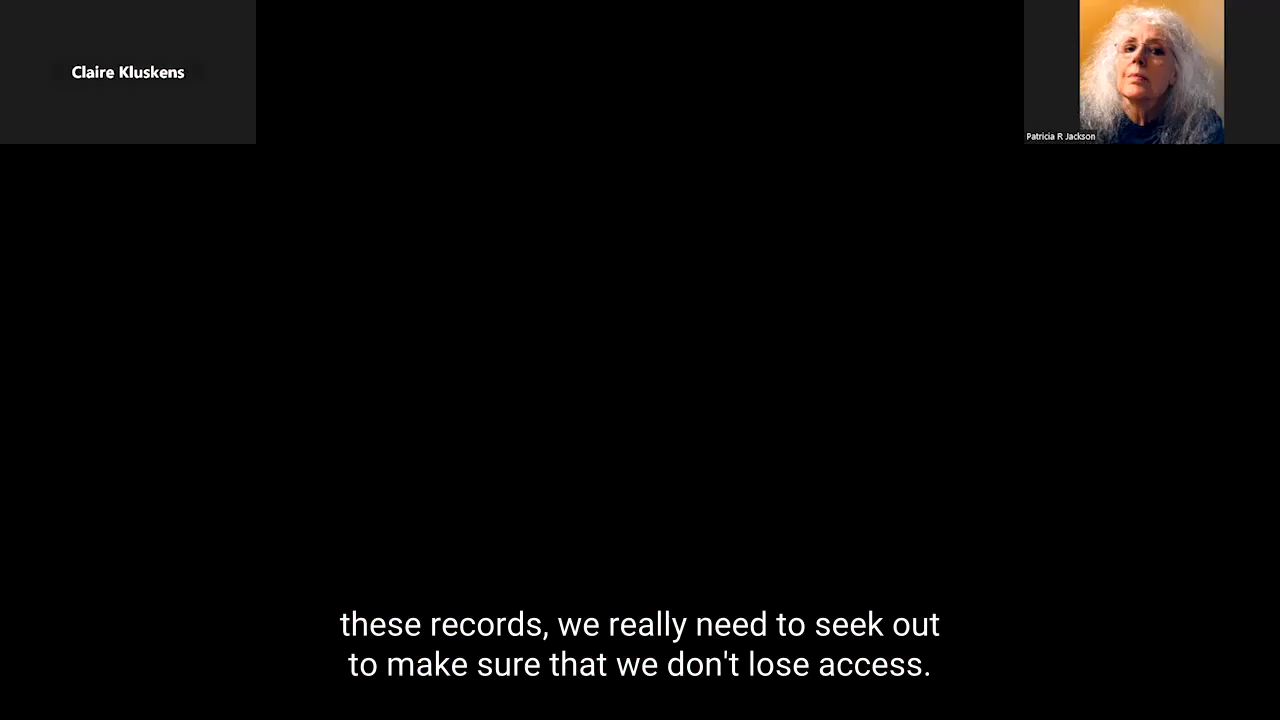 Claire Kluskens
Patricia R Jackson
these records, we really need to seek out
to make sure that we don't lose access.